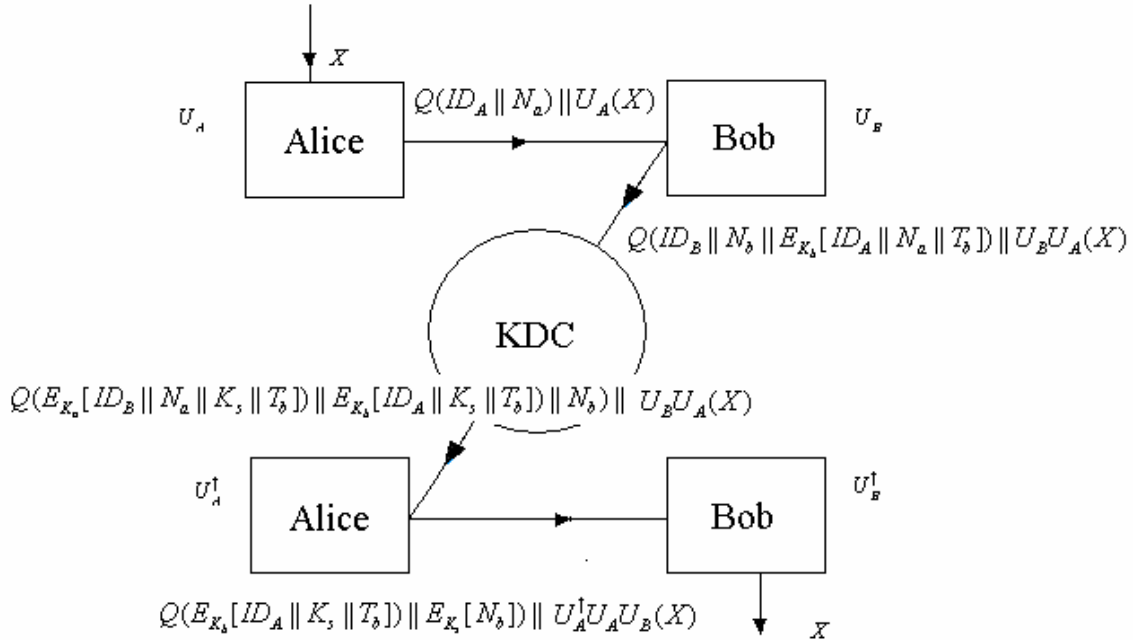 X
Q(ID_A || N_a) || U_A(X)
U_A
Alice
Bob
U_B
Q(ID_B || N_b || E_{K_b}[ID_A || N_a || T_b]) || U_B U_A(X)
KDC
Q(E_{K_a}[ID_B || N_a || K_s || T_b]) || E_{K_b}[ID_A || K_s || T_b]) || N_b) || U_B U_A(X)
U_A^†
Alice
Bob
U_B^†
Q(E_{K_b}[ID_A || K_s || T_b]) || E_{K_s}[N_b]) || U_A^† U_A U_B(X)
X